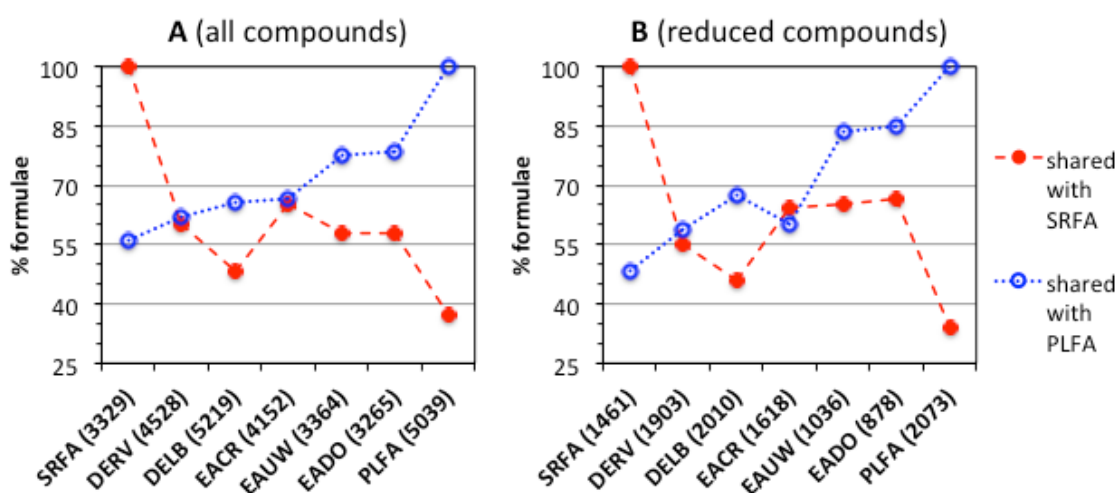 A (all compounds)
B (reduced compounds)
% formulae
100
85
70
55
40
25
SRFA (3329)
DERV (4528)
DELB (5219)
EACR (4152)
EAUW (3364)
EADO (3265)
PLFA (5039)
% formulae
100
85
70
55
40
25
SRFA (1461)
DERV (1903)
DELB (2010)
EACR (1618)
EAUW (1036)
EADO (878)
PLFA (2073)
shared
with
SRFA
shared
with
PLFA